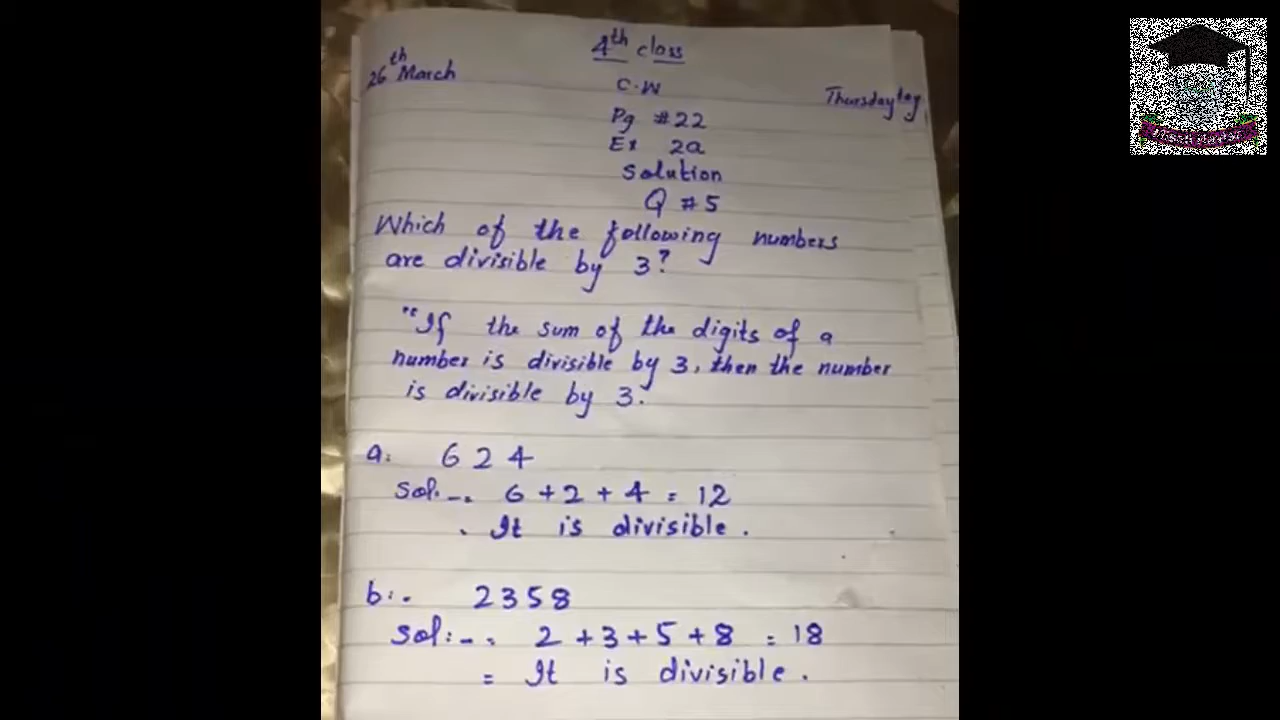 4th class
26th March
C.W
Thursday
Pg #22
Ex 2a
Solution
Q #5
Which of the following numbers
are divisible by 3?
"If the sum of the digits of a
number is divisible by 3, then the number
is divisible by 3.
a. 6 2 4
Sol:-. 6 + 2 + 4 = 12
. It is divisible.
b:. 2358
Sol:-. 2 + 3 + 5 + 8 = 18
= It is divisible.